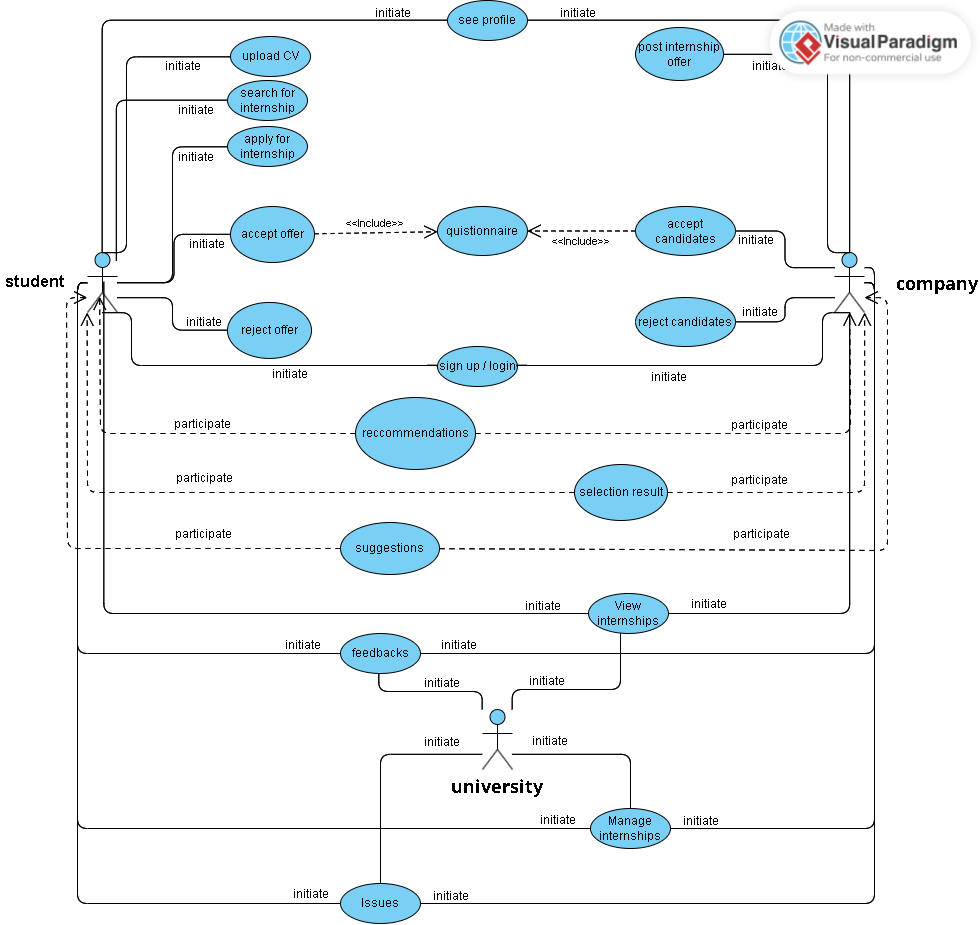 initiate
see profile
initiate
Made with
VisualParadigm
For non-commercial use
upload CV
initiate
post internship
offer
initiate
search for
internship
initiate
apply for
internship
initiate
accept offer
initiate
<<Include>>
quistionnaire
<<Include>>
accept
candidates
initiate
student
company
reject offer
initiate
reject candidates
initiate
sign up / login
initiate
initiate
participate
reccommendations
participate
participate
selection result
participate
participate
suggestions
participate
initiate
View
internships
initiate
initiate
feedbacks
initiate
initiate
initiate
initiate
initiate
university
initiate
Manage
internships
initiate
initiate
Issues
initiate